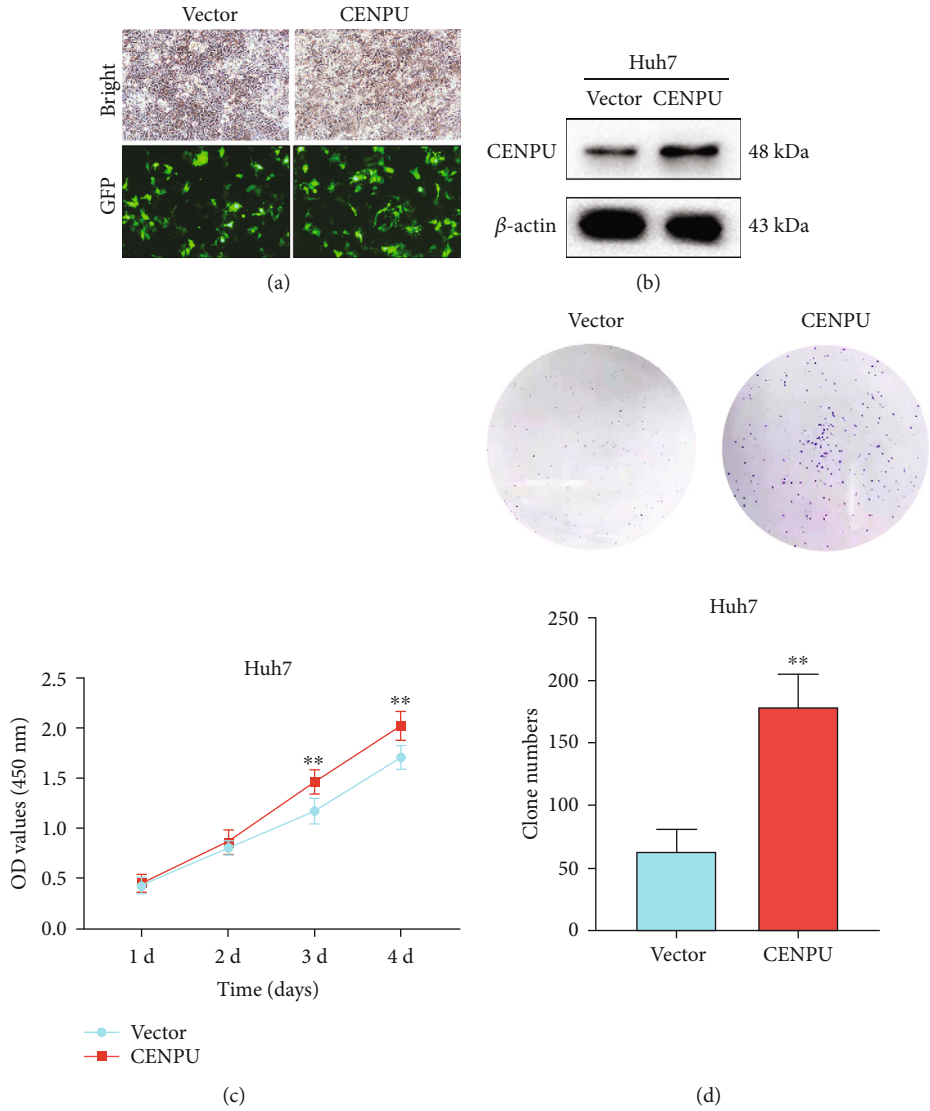 Vector CENPU
Bright
GFP
(a)
Huh7
Vector CENPU
CENPU 48 kDa
β-actin 43 kDa
(b)
Huh7
OD values (450 nm)
2.5
2.0
1.5
1.0
0.5
0.0
**
**
1 d 2 d 3 d 4 d
Time (days)
Vector
CENPU
(c)
Vector CENPU
Huh7
Clone numbers
250
200
150
100
50
0
**
Vector CENPU
(d)